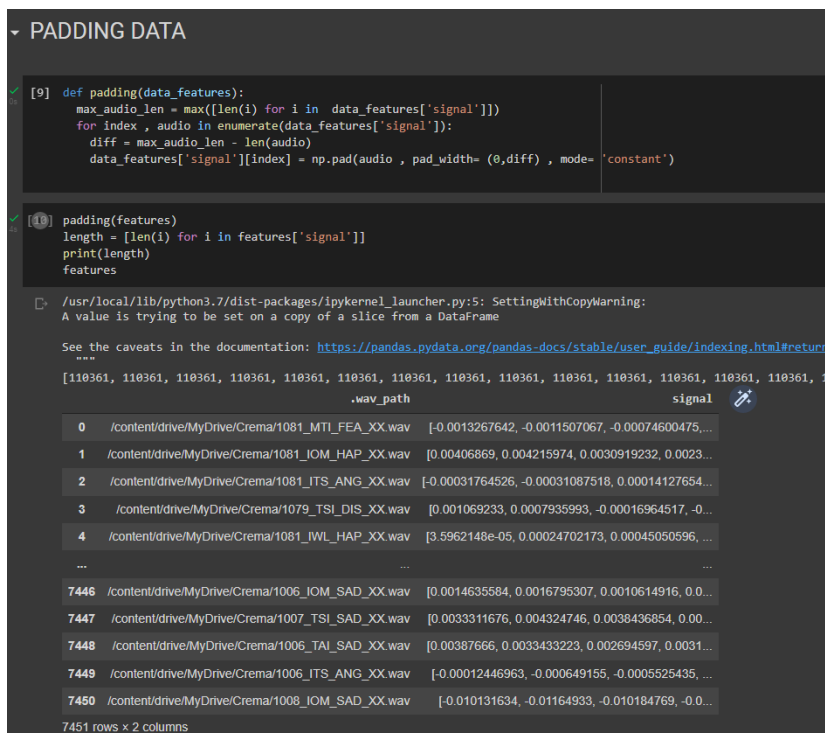 PADDING DATA
[9] def padding(data_features):
max_audio_len = max([len(i) for i in  data_features['signal']])
for index , audio in enumerate(data_features['signal']):
diff = max_audio_len - len(audio)
data_features['signal'][index] = np.pad(audio , pad_width= (0,diff) , mode= 'constant')
[10] padding(features)
length = [len(i) for i in features['signal']]
print(length)
features
/usr/local/lib/python3.7/dist-packages/ipykernel_launcher.py:5: SettingWithCopyWarning:
A value is trying to be set on a copy of a slice from a DataFrame
See the caveats in the documentation: https://pandas.pydata.org/pandas-docs/stable/user_guide/indexing.html#return
"""
[110361, 110361, 110361, 110361, 110361, 110361, 110361, 110361, 110361, 110361, 110361, 110361, 110361, 110361, 1
.wav_path signal
0 /content/drive/MyDrive/Crema/1081_MTI_FEA_XX.wav [-0.0013267642, -0.0011507067, -0.00074600475,...
1 /content/drive/MyDrive/Crema/1081_IOM_HAP_XX.wav [0.00406869, 0.004215974, 0.0030919232, 0.0023...
2 /content/drive/MyDrive/Crema/1081_ITS_ANG_XX.wav [-0.00031764526, -0.00031087518, 0.00014127654...
3 /content/drive/MyDrive/Crema/1079_TSI_DIS_XX.wav [0.001069233, 0.0007935993, -0.00016964517, -0...
4 /content/drive/MyDrive/Crema/1081_IWL_HAP_XX.wav [3.5962148e-05, 0.00024702173, 0.00045050596, ...
... ... ...
7446 /content/drive/MyDrive/Crema/1006_IOM_SAD_XX.wav [0.0014635584, 0.0016795307, 0.0010614916, 0.0...
7447 /content/drive/MyDrive/Crema/1007_TSI_SAD_XX.wav [0.0033311676, 0.004324746, 0.0038436854, 0.00...
7448 /content/drive/MyDrive/Crema/1006_TAI_SAD_XX.wav [0.00387666, 0.0033433223, 0.002694597, 0.0031...
7449 /content/drive/MyDrive/Crema/1006_ITS_ANG_XX.wav [-0.00012446963, -0.000649155, -0.0005525435, ...
7450 /content/drive/MyDrive/Crema/1008_IOM_SAD_XX.wav [-0.010131634, -0.01164933, -0.010184769, -0.0...
7451 rows × 2 columns